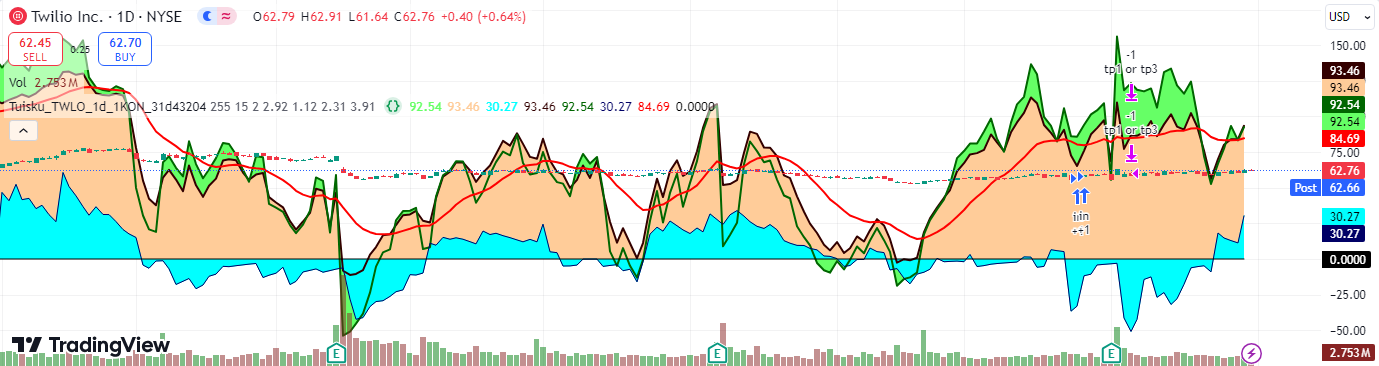 Twilio Inc. · 1D · NYSE O62.79 H62.91 L61.64 C62.76 +0.40 (+0.64%)
USD
62.45
SELL
0.25
62.70
BUY
Vol 2.753 M
Tuisku_TWLO_1d_1KON_31d43204 255 15 2 2.92 1.12 2.31 3.91 {} 92.54 93.46 30.27 93.46 92.54 30.27 84.69 0.0000
-1
tp1 or tp3
-1
tp1 or tp3
+1
150.00
93.46
93.46
92.54
92.54
84.69
75.00
62.76
Post 62.66
30.27
30.27
0.0000
−25.00
−50.00
2.753 M
E
E
E
TradingView